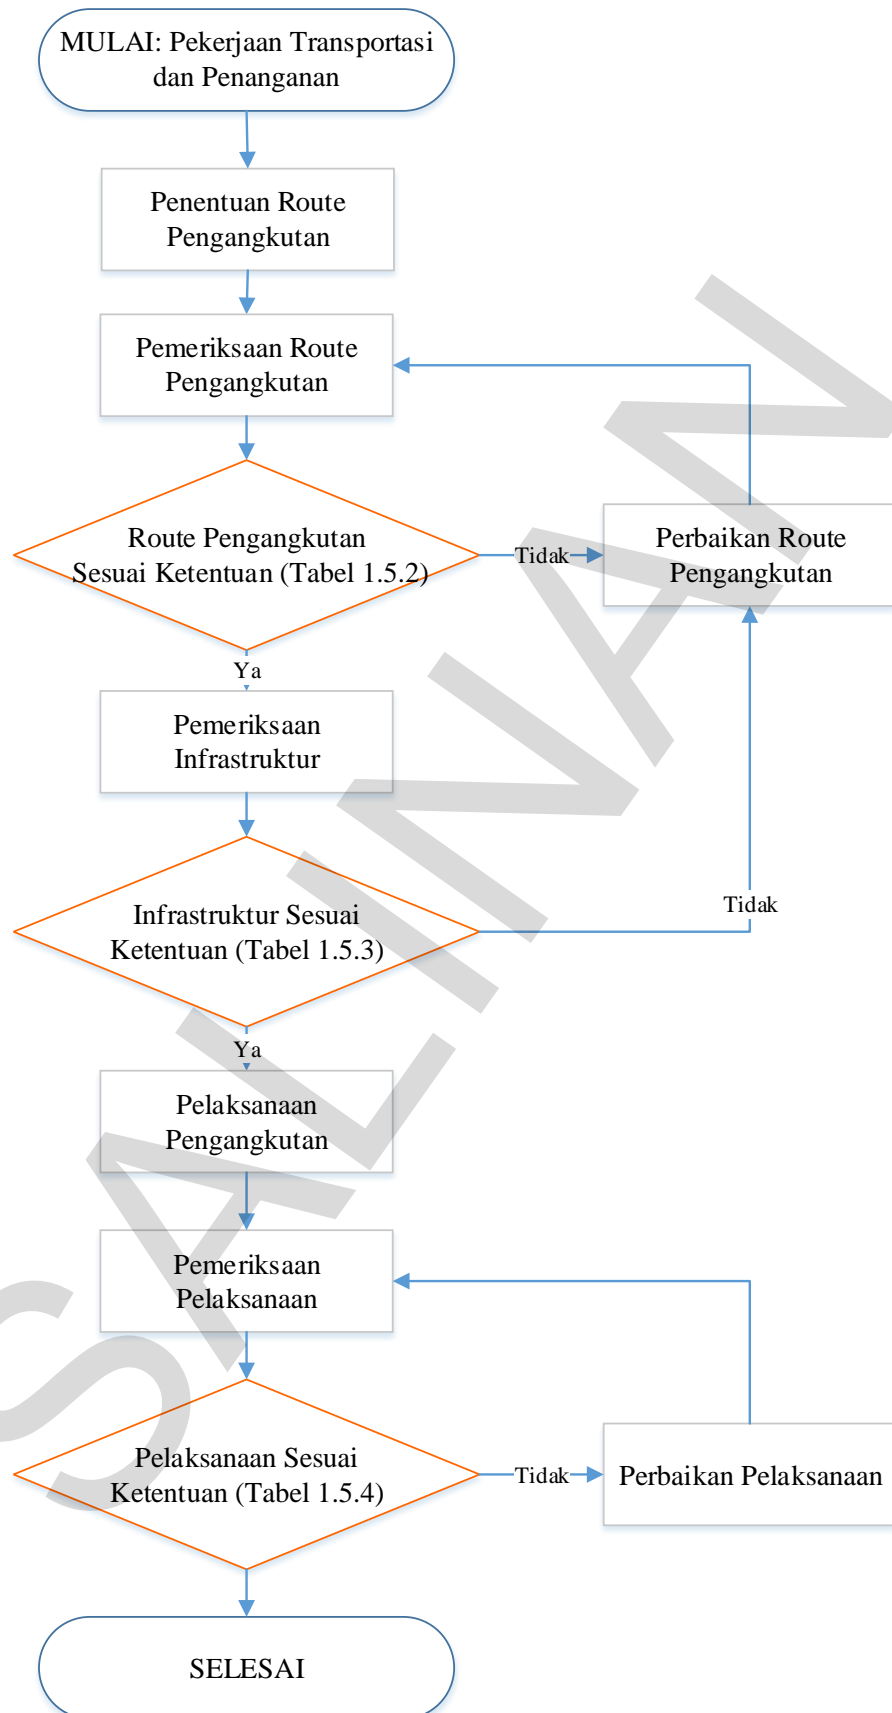 MULAI: Pekerjaan Transportasi
dan Penanganan
Penentuan Route
Pengangkutan
Pemeriksaan Route
Pengangkutan
Route Pengangkutan
Sesuai Ketentuan (Tabel 1.5.2)
Tidak
Perbaikan Route
Pengangkutan
Ya
Pemeriksaan
Infrastruktur
Infrastruktur Sesuai
Ketentuan (Tabel 1.5.3)
Tidak
Ya
Pelaksanaan
Pengangkutan
Pemeriksaan
Pelaksanaan
Pelaksanaan Sesuai
Ketentuan (Tabel 1.5.4)
Tidak
Perbaikan Pelaksanaan
SELESAI
SALINAN